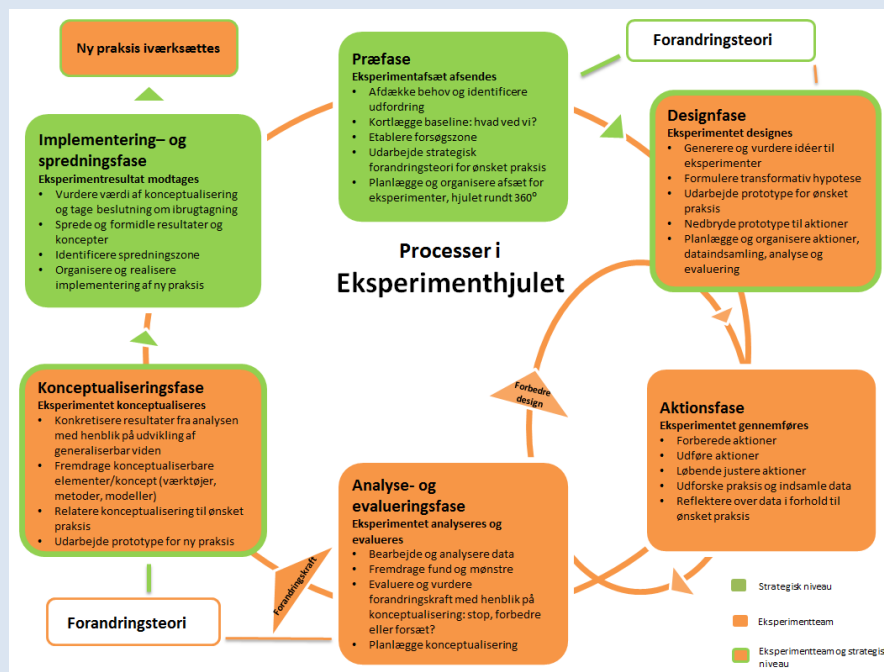 Ny praksis iværksættes
Præfase
Eksperimentafsæt afsendes
• Afdække behov og identificere
udfordring
• Kortlægge baseline: hvad ved vi?
• Etablere forsøgszone
• Udarbejde strategisk
forandringsteori for ønsket praksis
• Planlægge og organisere afsæt for
eksperimenter, hjulet rundt 360⁰
Forandringsteori
Designfase
Eksperimentet designes
• Generere og vurdere idéer til
eksperimenter
• Formulere transformativ hypotese
• Udarbejde prototype for ønsket
praksis
• Nedbryde prototype til aktioner
• Planlægge og organisere aktioner,
dataindsamling, analyse og
evaluering
Implementering– og
spredningsfase
Eksperimentresultat modtages
• Vurdere værdi af konceptualisering
og tage beslutning om ibrugtagning
• Sprede og formidle resultater og
koncepter
• Identificere spredningszone
• Organisere og realisere
implementering af ny praksis
Processer i
Eksperimenthjulet
Forbedre
design
Aktionsfase
Eksperimentet gennemføres
• Forberede aktioner
• Udføre aktioner
• Løbende justere aktioner
• Udforske praksis og indsamle data
• Reflektere over data i forhold til
ønsket praksis
Konceptualiseringsfase
Eksperimentet konceptualiseres
• Konkretisere resultater fra analysen
med henblik på udvikling af
generaliserbar viden
• Fremdrage konceptualiserbare
elementer/koncept (værktøjer,
metoder, modeller)
• Relatere konceptualisering til ønsket
praksis
• Udarbejde prototype for ny praksis
Analyse- og
evalueringsfase
Eksperimentet analyseres og
evalueres
• Bearbejde og analysere data
• Fremdrage fund og mønstre
• Evaluere og vurdere
forandringskraft med henblik på
konceptualisering: stop, forbedre
eller forsæt?
• Planlægge konceptualisering
Forandringskraft
Forandringsteori
Strategisk niveau
Eksperimentteam
Eksperimentteam og strategisk
niveau